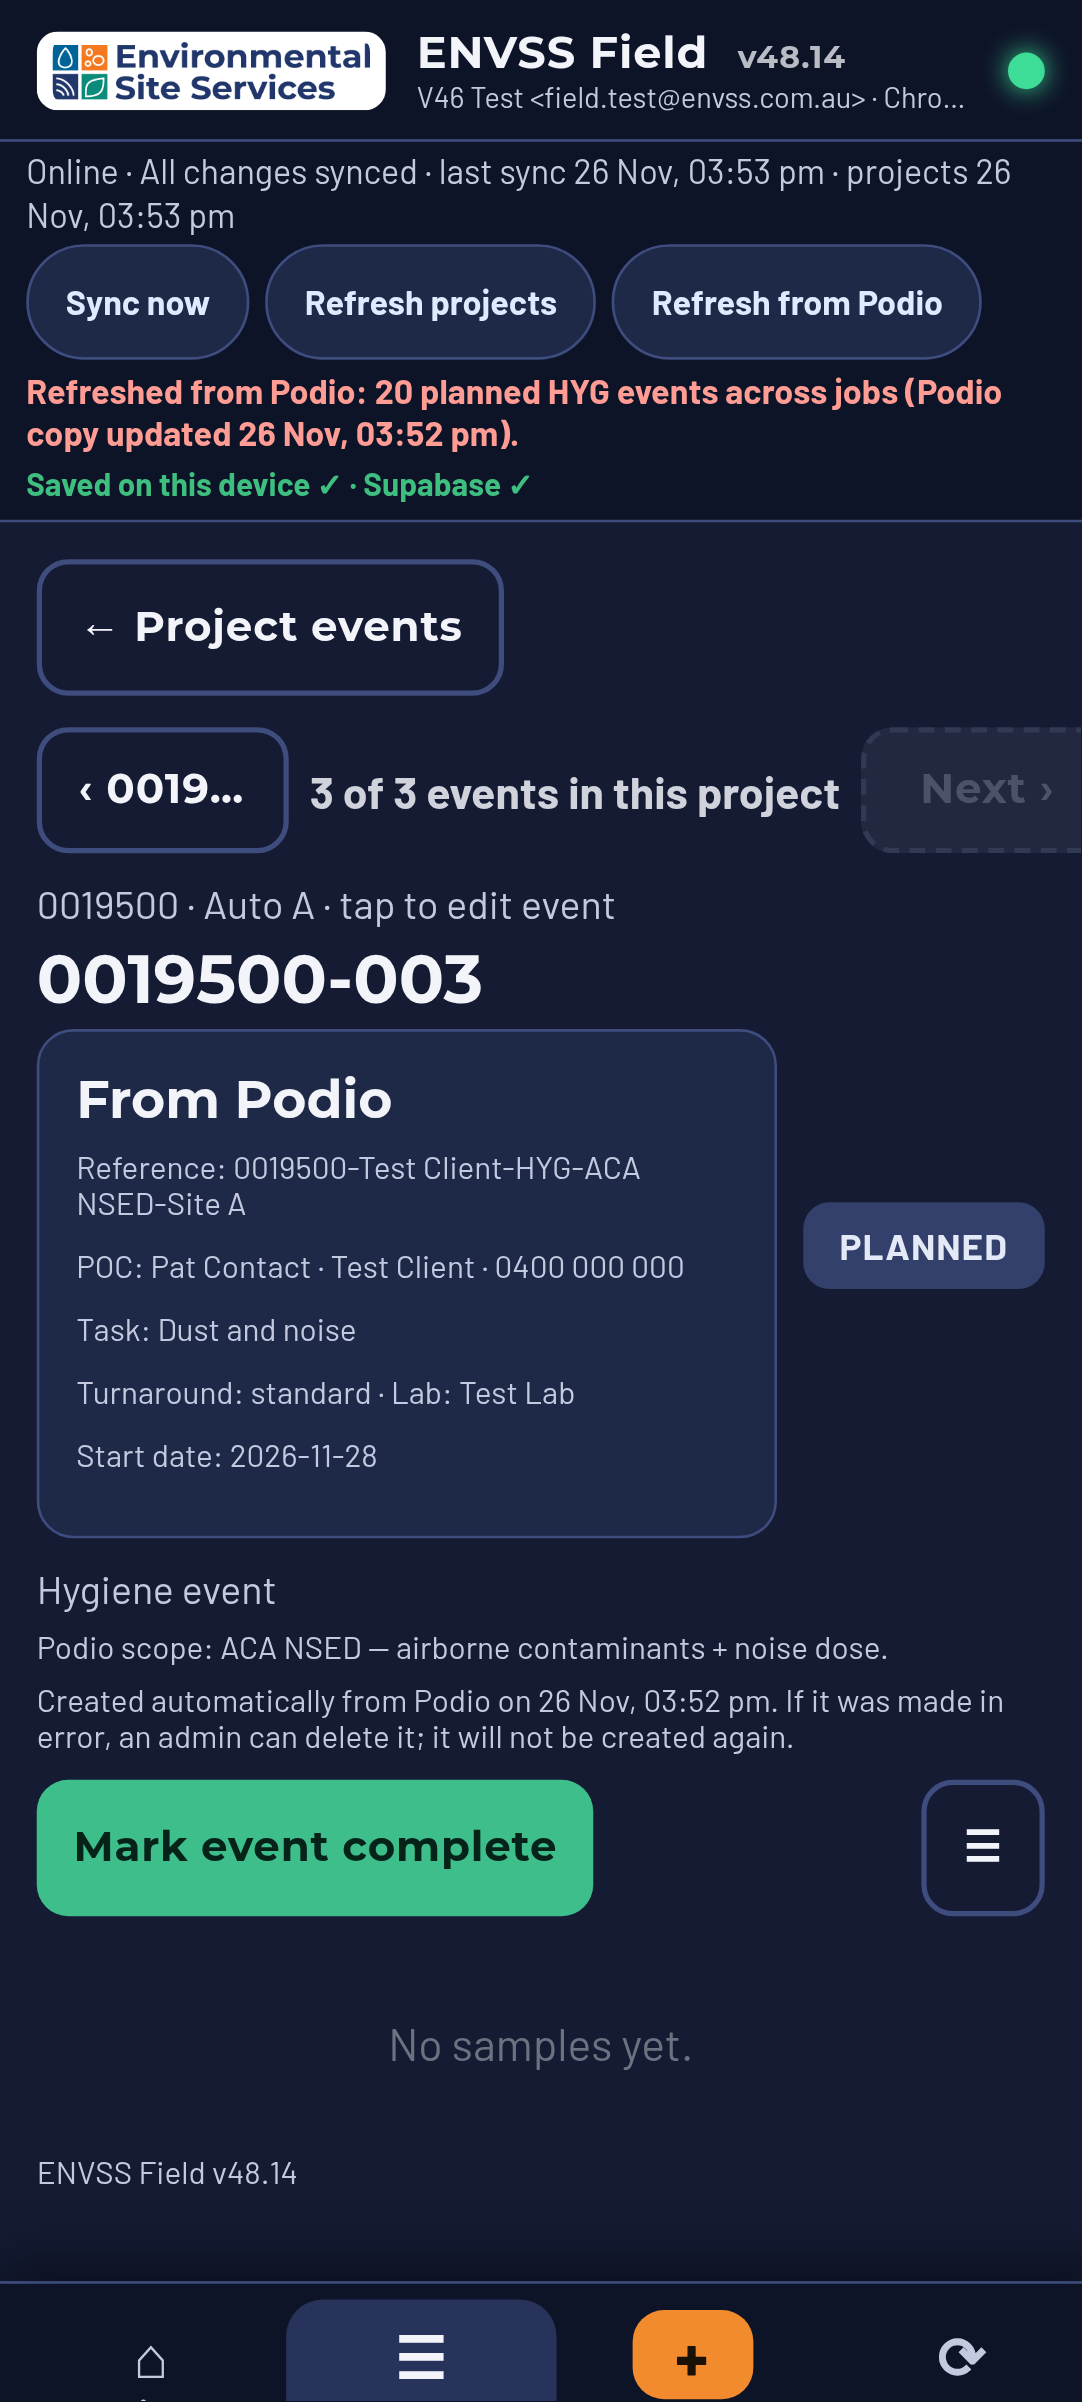 Environmental
Site Services
ENVSS Field v48.14
V46 Test <field.test@envss.com.au> · Chro...
Online · All changes synced · last sync 26 Nov, 03:53 pm · projects 26
Nov, 03:53 pm
Sync now
Refresh projects
Refresh from Podio
Refreshed from Podio: 20 planned HYG events across jobs (Podio
copy updated 26 Nov, 03:52 pm).
Saved on this device ✓ · Supabase ✓
← Project events
‹ 0019...
3 of 3 events in this project
Next ›
0019500 · Auto A · tap to edit event
0019500-003
From Podio
Reference: 0019500-Test Client-HYG-ACA
NSED-Site A
POC: Pat Contact · Test Client · 0400 000 000
Task: Dust and noise
Turnaround: standard · Lab: Test Lab
Start date: 2026-11-28
PLANNED
Hygiene event
Podio scope: ACA NSED — airborne contaminants + noise dose.
Created automatically from Podio on 26 Nov, 03:52 pm. If it was made in
error, an admin can delete it; it will not be created again.
Mark event complete
No samples yet.
ENVSS Field v48.14